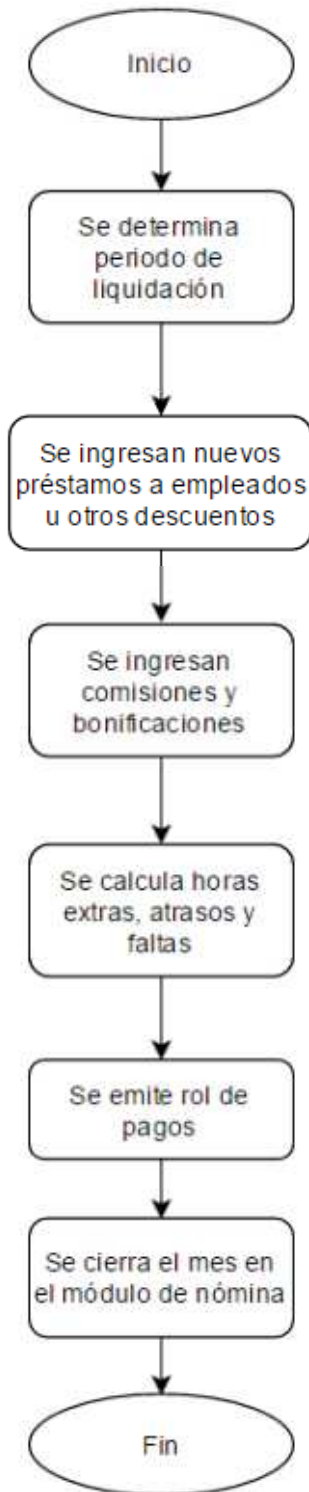 Inicio
Se determina
periodo de
liquidación
Se ingresan nuevos
préstamos a empleados
u otros descuentos
Se ingresan
comisiones y
bonificaciones
Se calcula horas
extras, atrasos y
faltas
Se emite rol de
pagos
Se cierra el mes en
el módulo de nómina
Fin